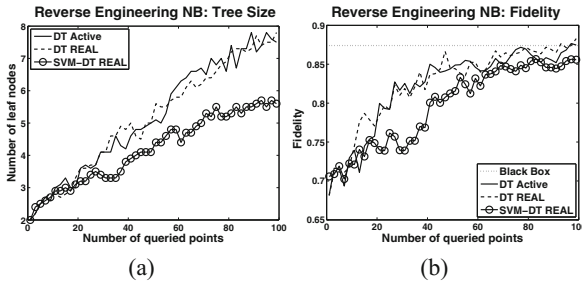 Reverse Engineering NB: Tree Size
8
7
6
5
4
3
2
0
20
40
60
80
100
Number of leaf nodes
Number of queried points
DT Active
DT REAL
SVM-DT REAL
(a)
Reverse Engineering NB: Fidelity
0.9
0.85
0.8
0.75
0.7
0.65
0
20
40
60
80
100
Fidelity
Number of queried points
Black Box
DT Active
DT REAL
SVM-DT REAL
(b)